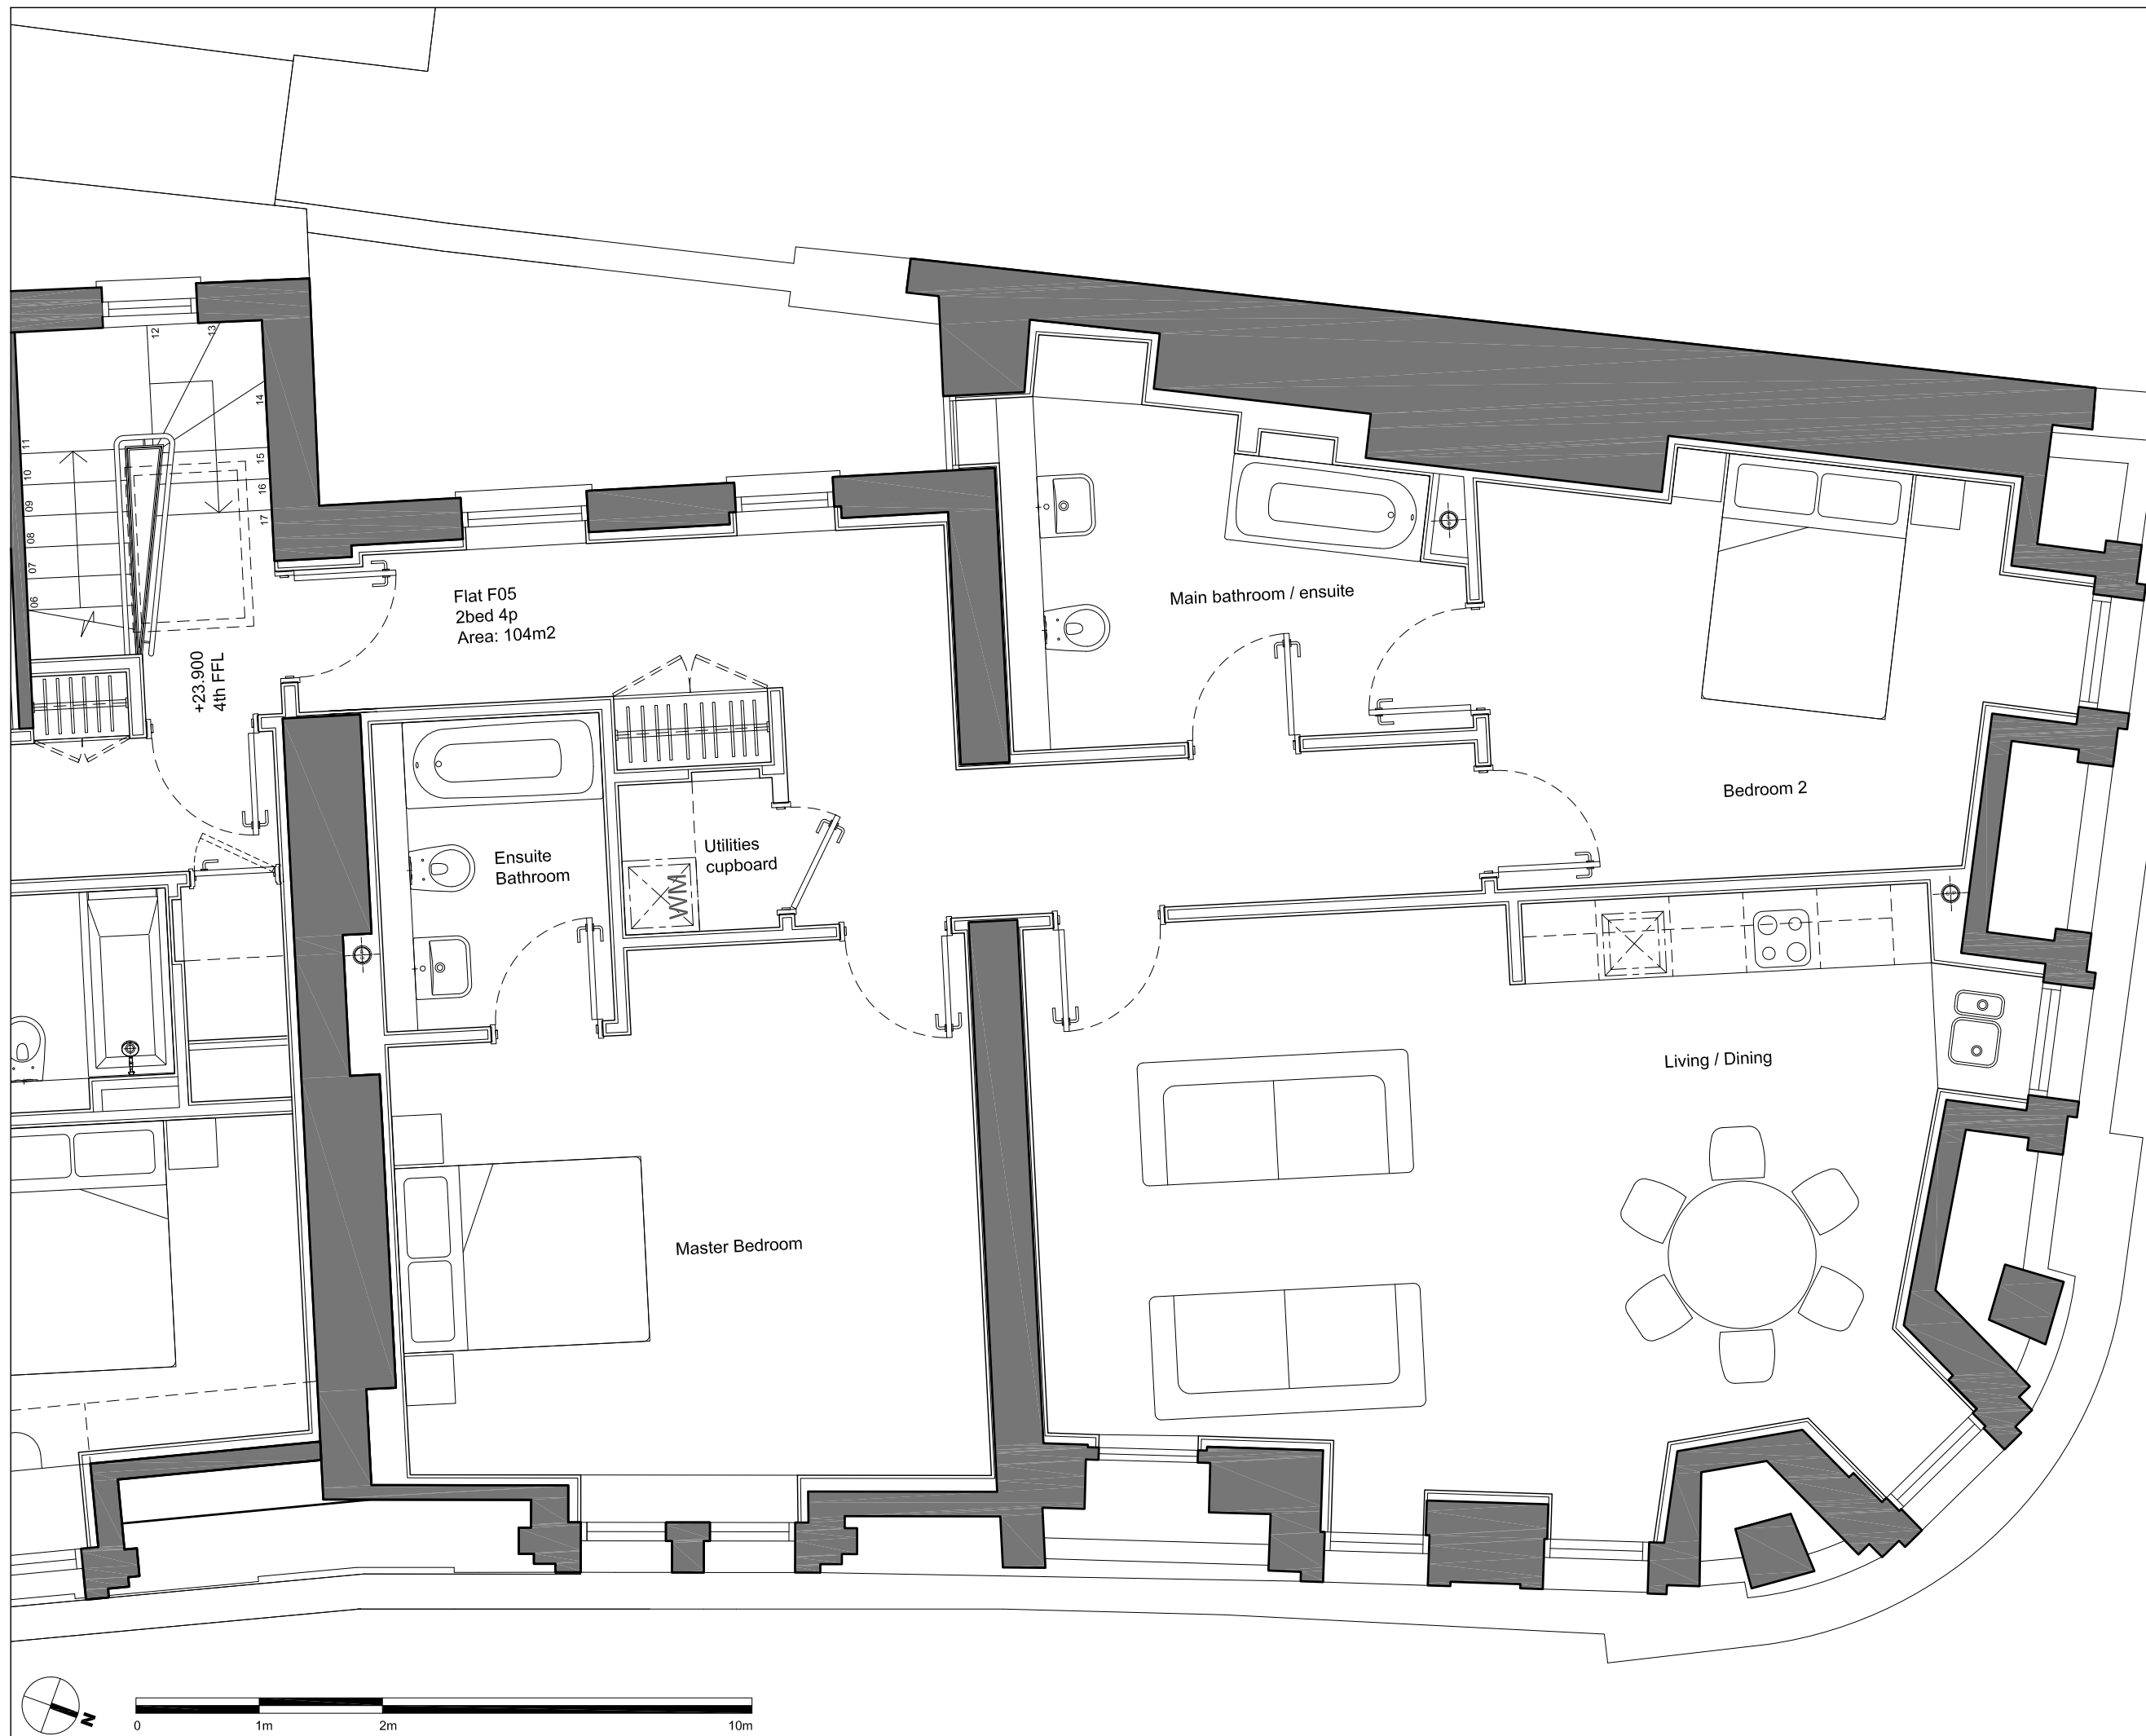 12
13
14
11
10
09
08
07
06
15
16
17
+23.900
4th FFL
Flat F05
2bed 4p
Area: 104m2
Main bathroom / ensuite
Bedroom 2
Ensuite
Bathroom
Utilities
cupboard
WM
Living / Dining
Master Bedroom
N
0
1m
2m
10m